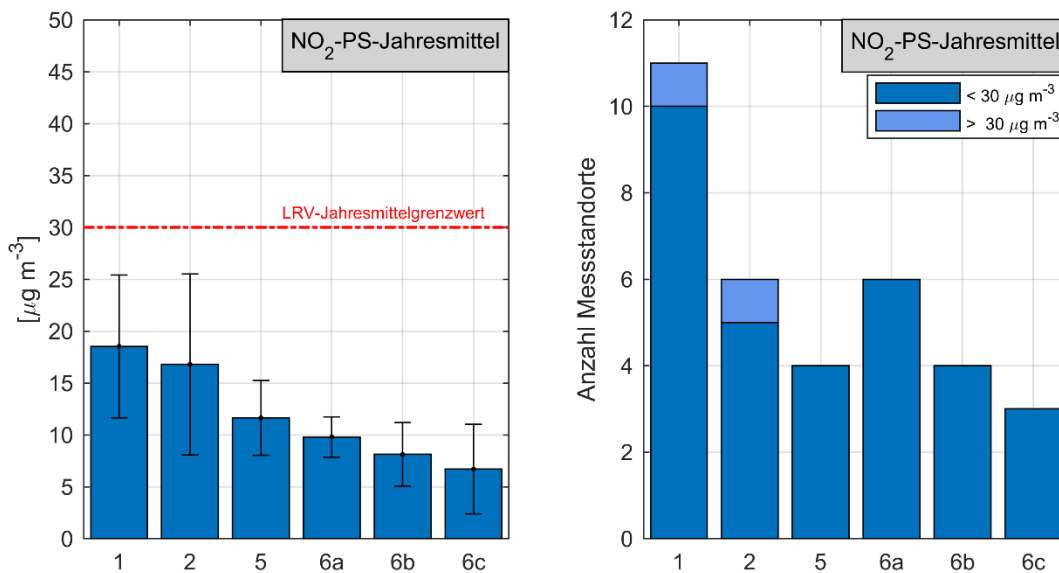 NO2-PS-Jahresmittel
LRV-Jahresmittelgrenzwert
[µg m-3]
50
45
40
35
30
25
20
15
10
5
0
1 2 5 6a 6b 6c
NO2-PS-Jahresmittel
< 30 µg m-3
> 30 µg m-3
Anzahl Messstandorte
12
10
8
6
4
2
0
1 2 5 6a 6b 6c